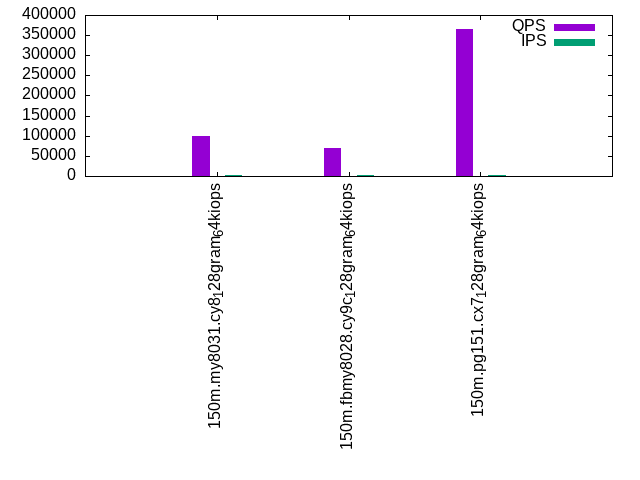 400000
350000
300000
250000
200000
150000
100000
50000
0
QPS
IPS
150m.my8031.cy8₁28gram₆4kiops
150m.fbmy8028.cy9c₁28gram₆4kiops
150m.pg151.cx7₁28gram₆4kiops